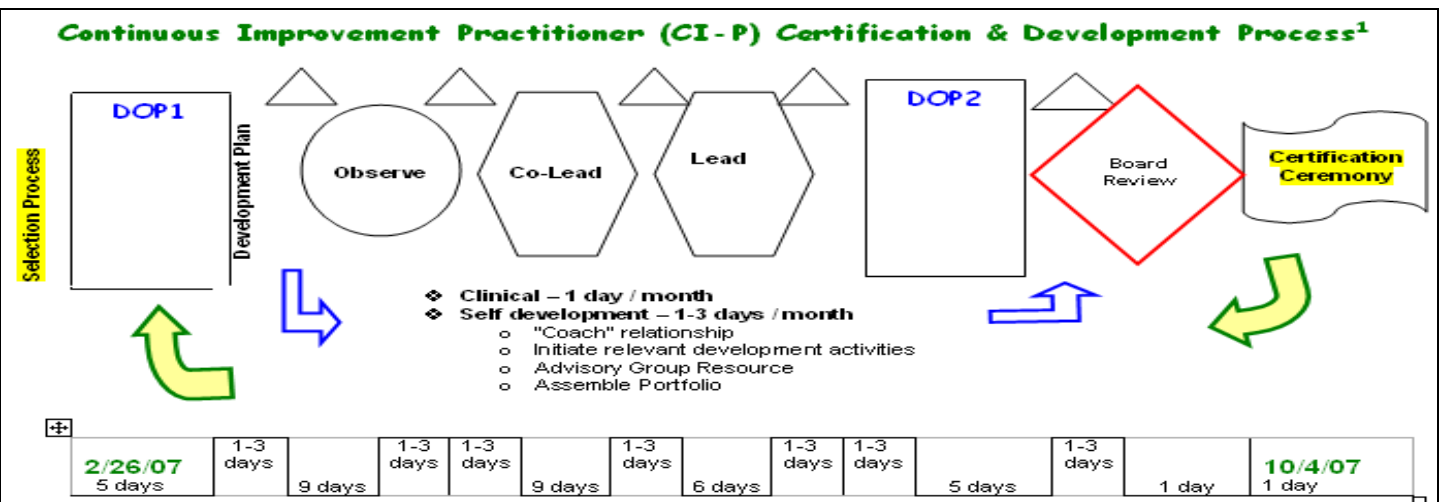 Continuous Improvement Practitioner (CI-P) Certification & Development Process¹
Selection Process
DOP1
Development Plan
Observe
Co-Lead
Lead
DOP2
Board
Review
Certification
Ceremony
❖ Clinical – 1 day / month
❖ Self development – 1-3 days / month
o "Coach" relationship
o Initiate relevant development activities
o Advisory Group Resource
o Assemble Portfolio
2/26/07
5 days
1-3
days
9 days
1-3
days
1-3
days
9 days
1-3
days
6 days
1-3
days
1-3
days
5 days
1-3
days
1 day
10/4/07
1 day